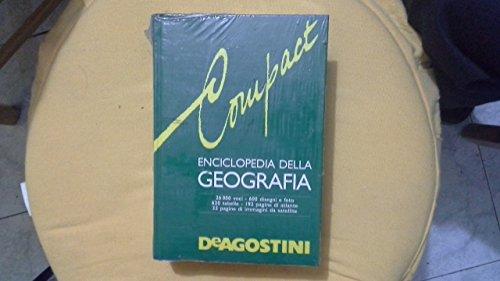 Compact
ENCICLOPEDIA DELLA
GEOGRAFIA
26.000 voci - 600 disegni e foto
620 tabelle - 192 pagine di atlante
32 pagine di immagini da satellite
DeAGOSTINI